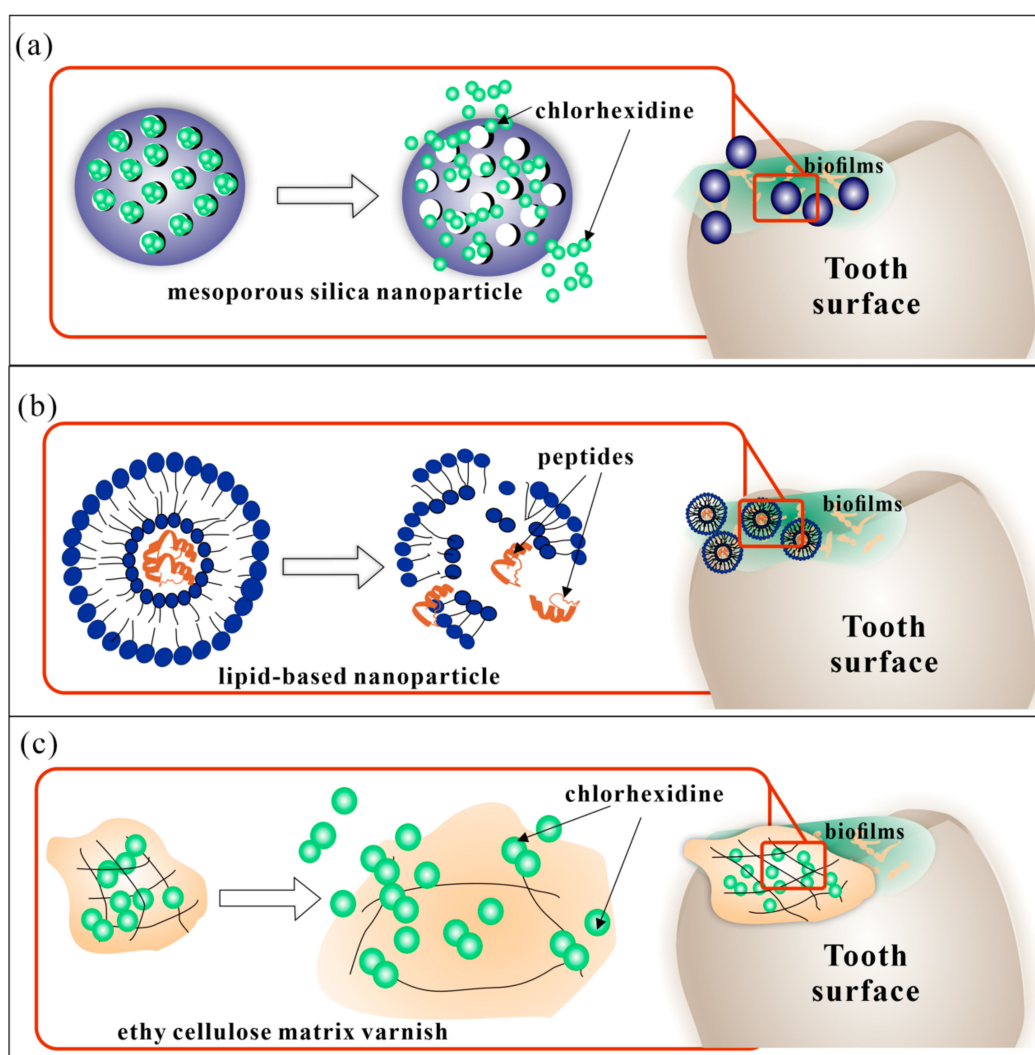 (a)
chlorhexidine
mesoporous silica nanoparticle
biofilms
Tooth
surface
(b)
peptides
lipid-based nanoparticle
biofilms
Tooth
surface
(c)
chlorhexidine
ethy cellulose matrix varnish
biofilms
Tooth
surface